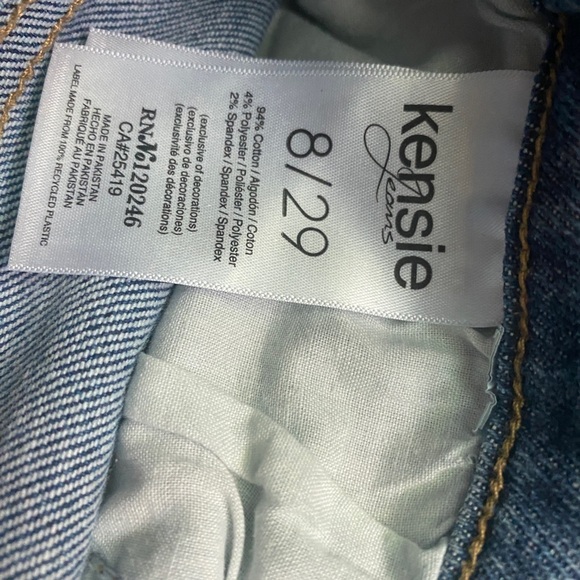 kensie
Jeans
8/29
94% Cotton / Algodón / Coton
4% Polyester / Poliéster / Polyester
2% Spandex / Spandex / Spandex
(exclusive of decorations)
(exclusivo de decoraciones)
(exclusivité des décorations)
RN.№120246
CA#25419
MADE IN PAKISTAN
HECHO EN PAKISTÁN
FABRIQUÉ AU PAKISTAN
LABEL MADE FROM 100% RECYCLED PLASTIC